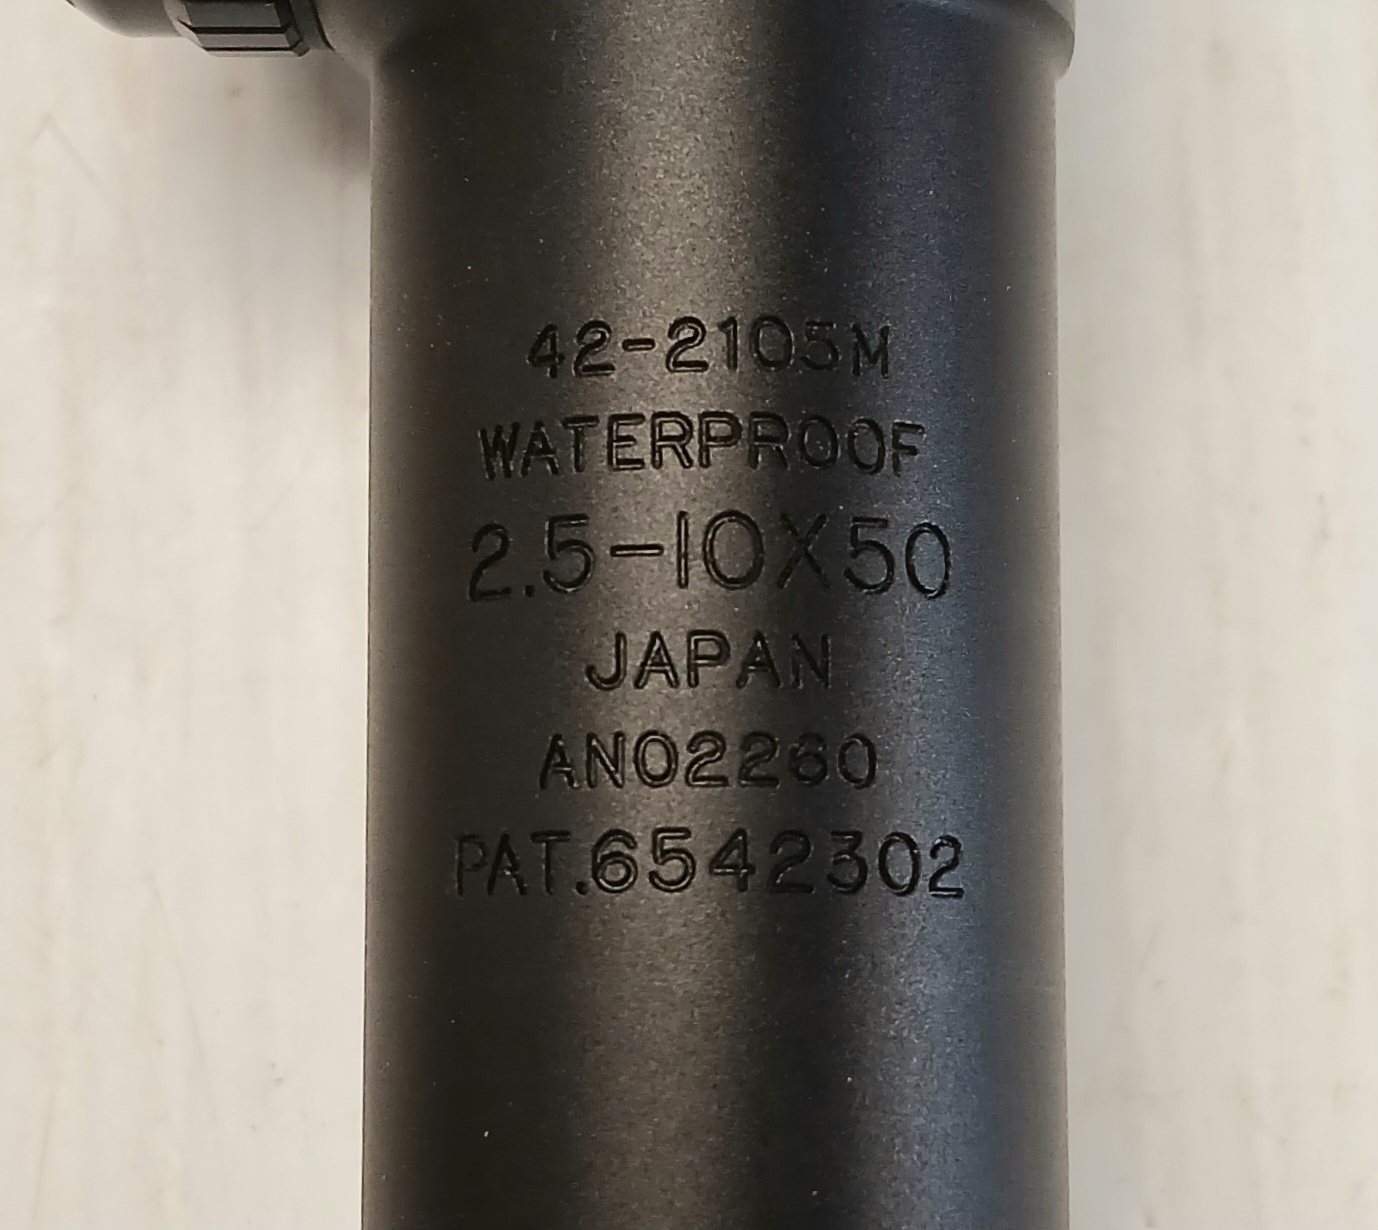 42-2105M
WATERPROOF
2.5-10X50
JAPAN
AN02260
PAT.6542302